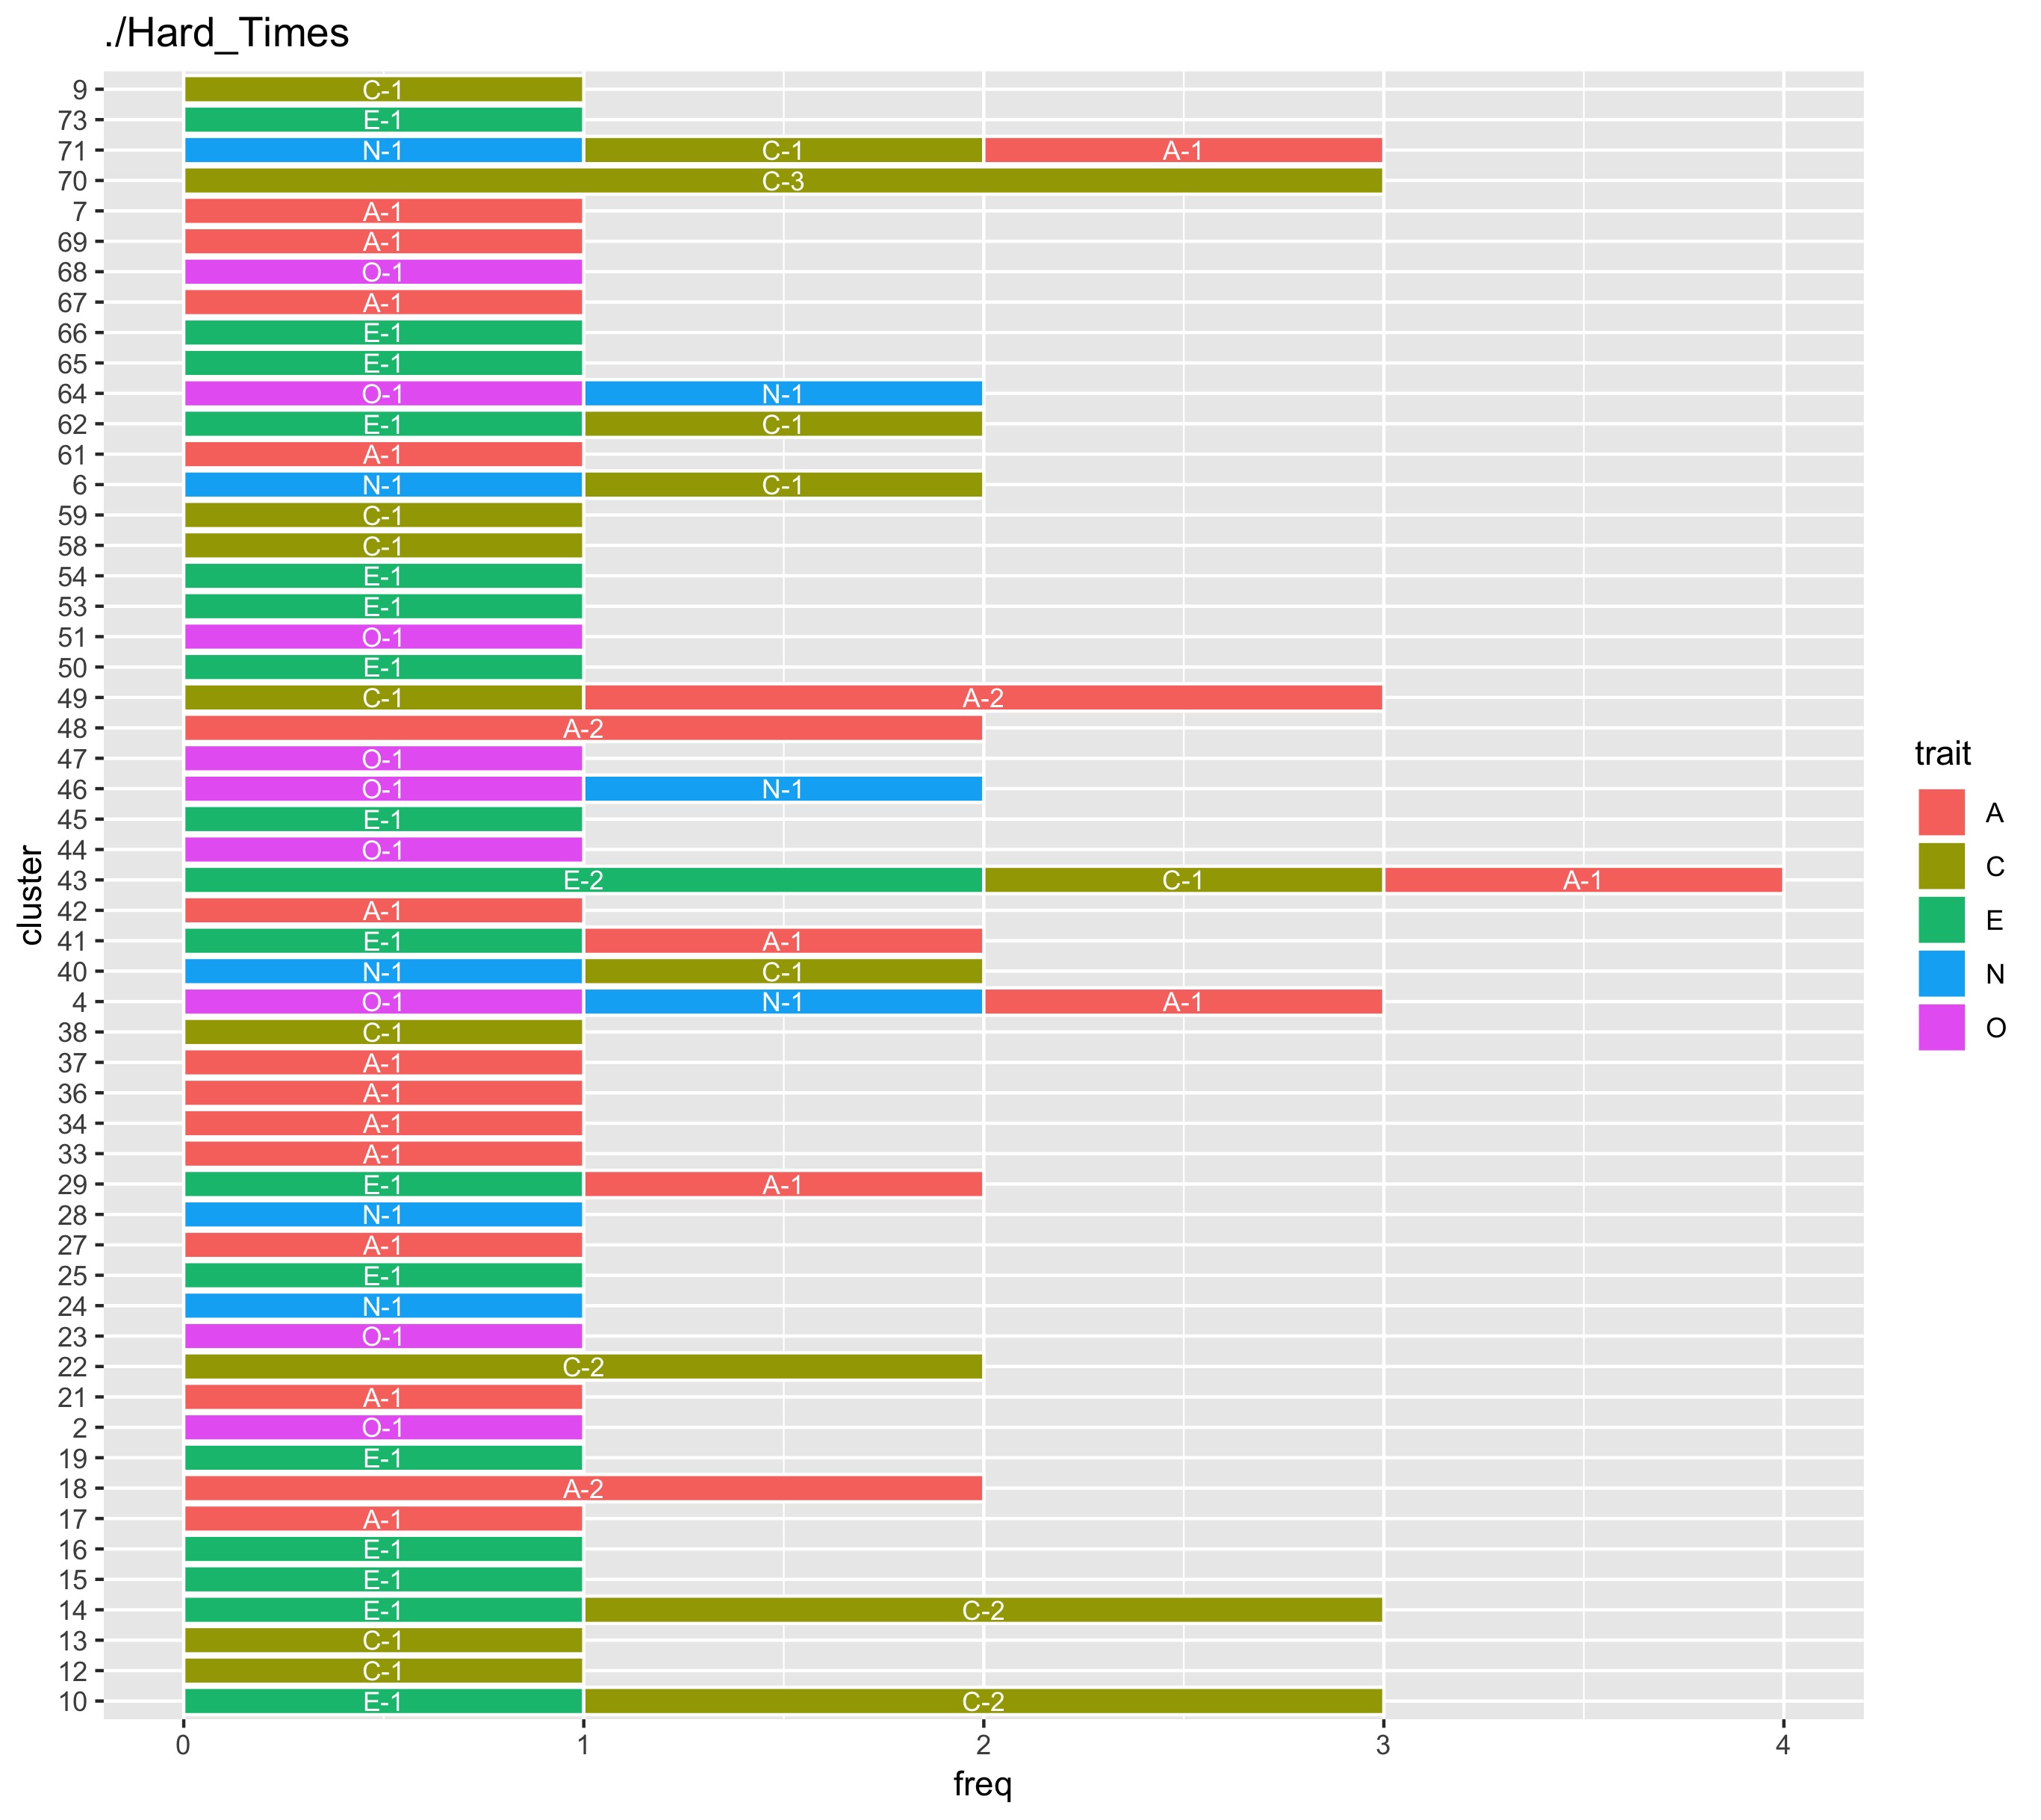 ./Hard_Times
9 C-1
73 E-1
71 N-1 C-1 A-1
70 C-3
7 A-1
69 A-1
68 O-1
67 A-1
66 E-1
65 E-1
64 O-1 N-1
62 E-1 C-1
61 A-1
6 N-1 C-1
59 C-1
58 C-1
54 E-1
53 E-1
51 O-1
50 E-1
49 C-1 A-2
48 A-2
47 O-1
46 O-1 N-1
45 E-1
44 O-1
43 E-2 C-1 A-1
42 A-1
41 E-1 A-1
40 N-1 C-1
4 O-1 N-1 A-1
38 C-1
37 A-1
36 A-1
34 A-1
33 A-1
29 E-1 A-1
28 N-1
27 A-1
25 E-1
24 N-1
23 O-1
22 C-2
21 A-1
2 O-1
19 E-1
18 A-2
17 A-1
16 E-1
15 E-1
14 E-1 C-2
13 C-1
12 C-1
10 E-1 C-2
0 1 2 3 4
freq
cluster
trait
A
C
E
N
O